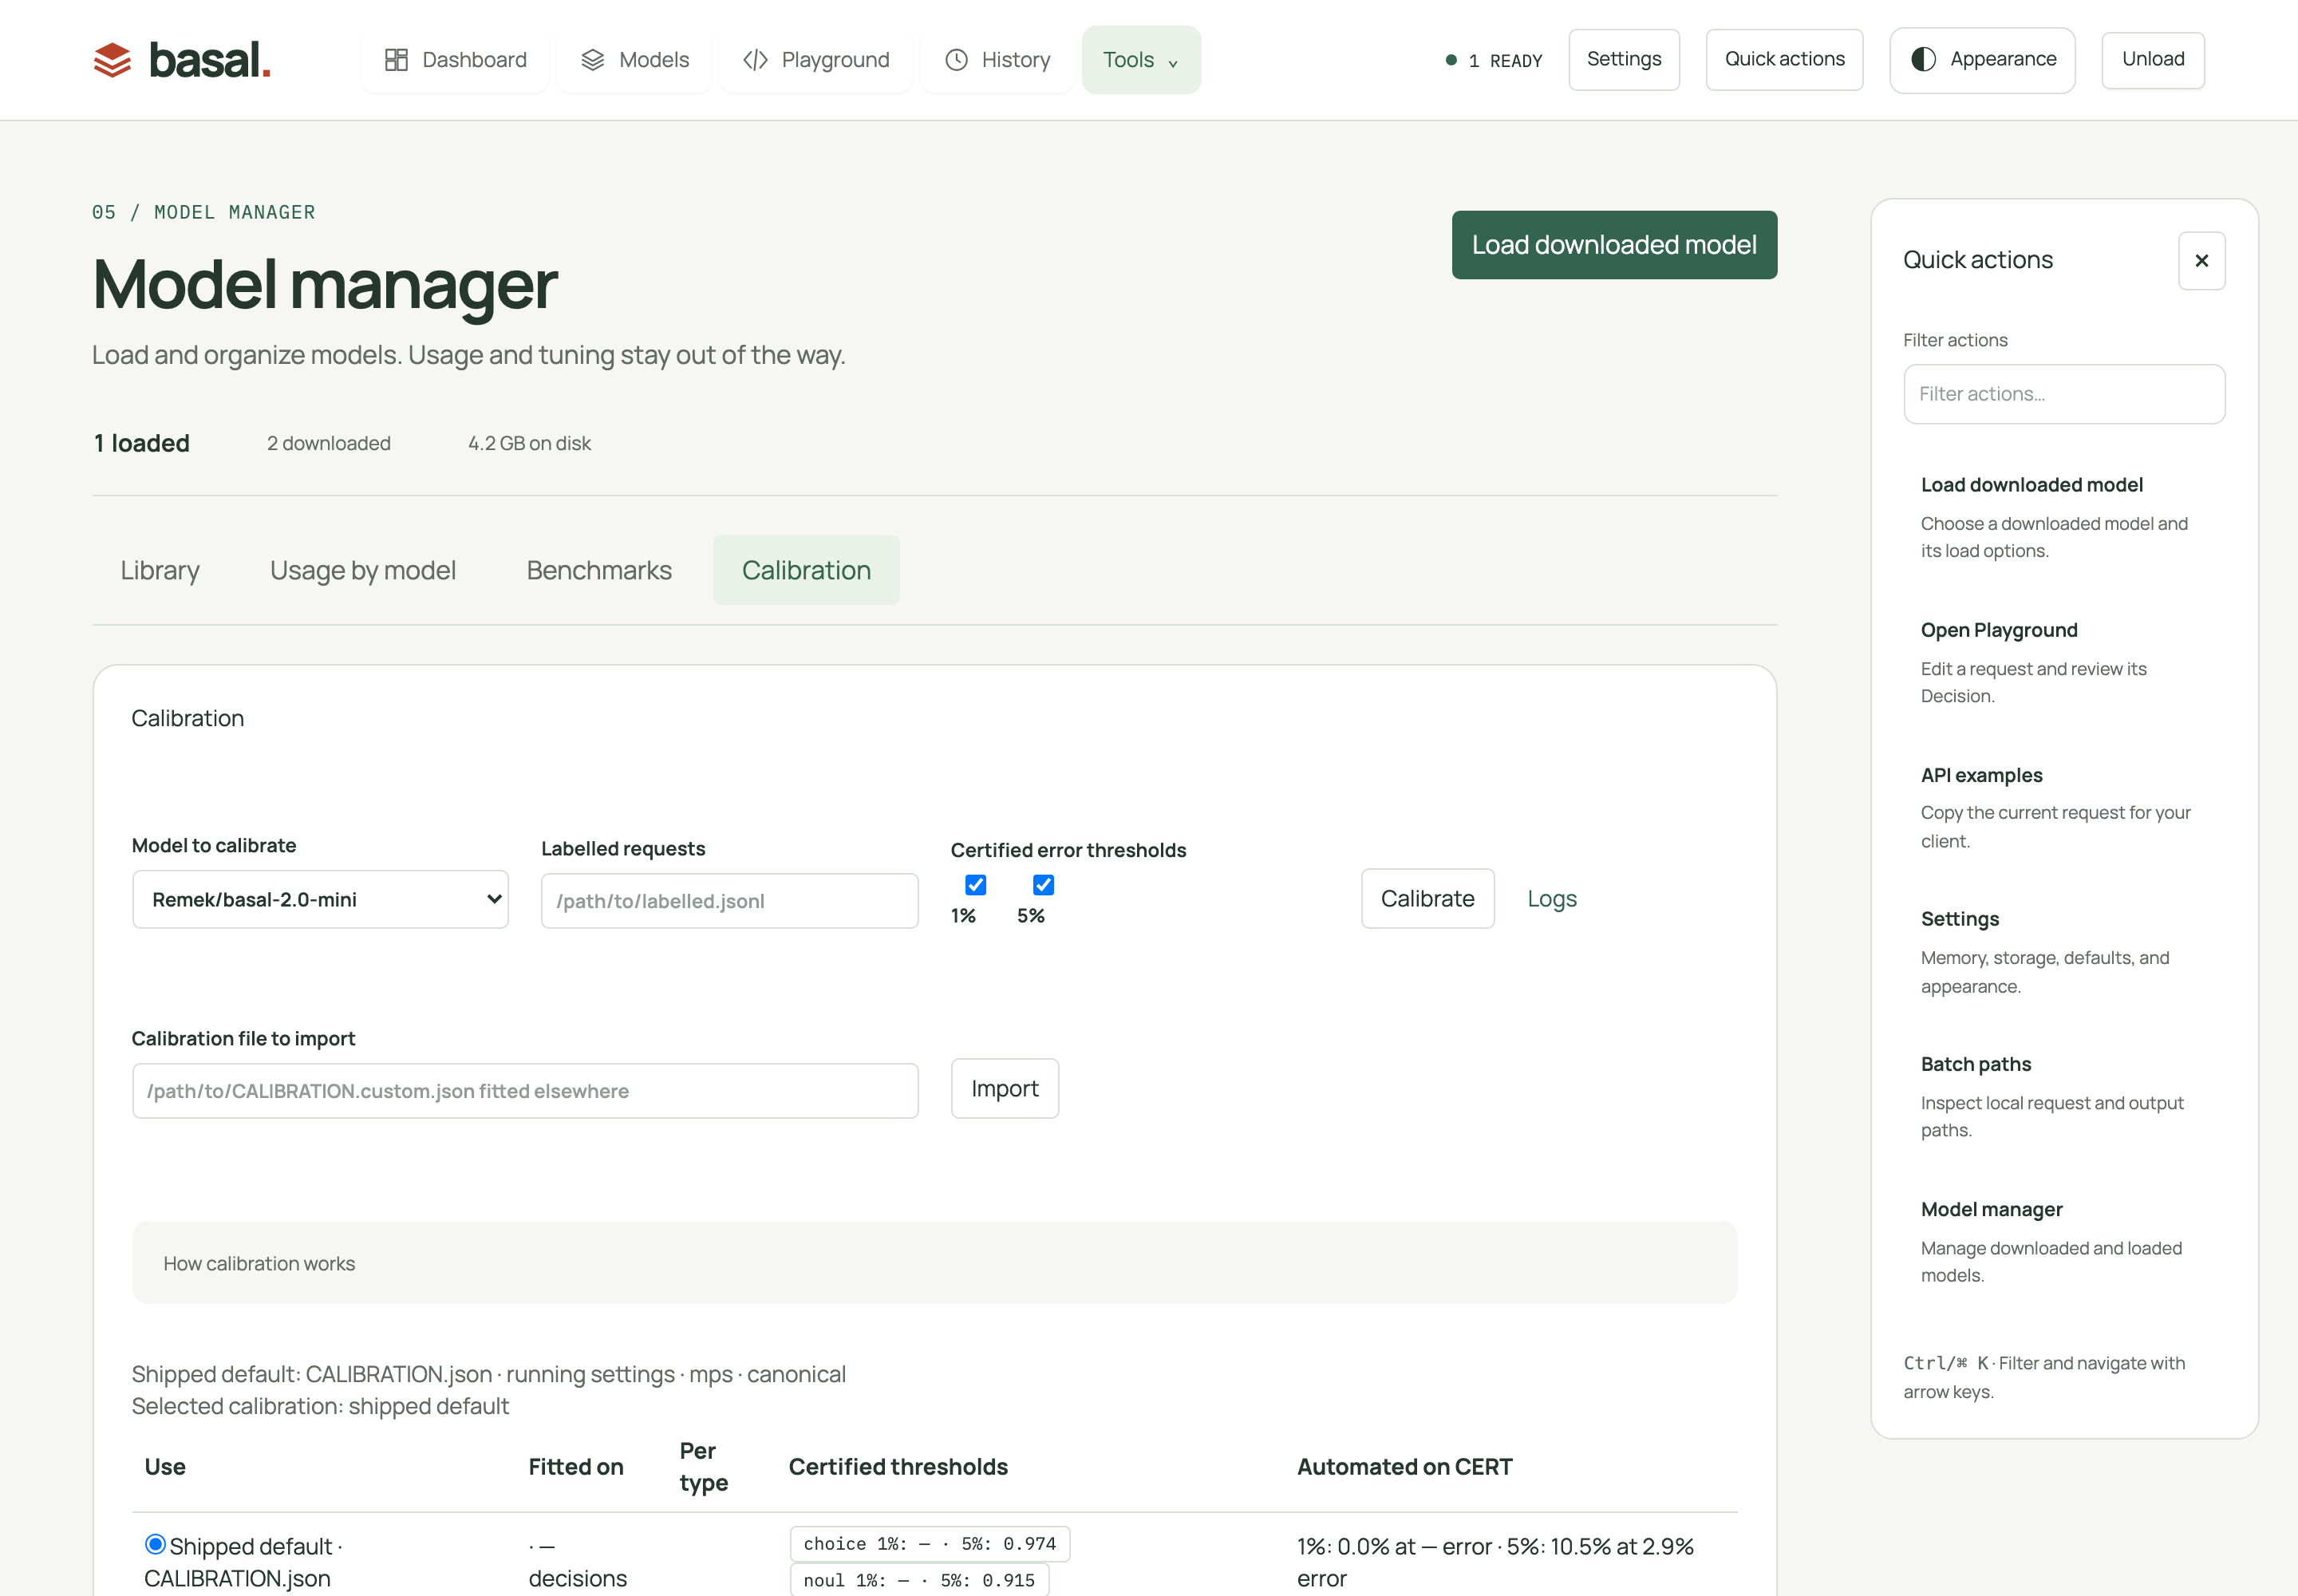 basal.
Dashboard
Models
Playground
History
Tools
1 READY
Settings
Quick actions
Appearance
Unload
05 / MODEL MANAGER
Model manager
Load and organize models. Usage and tuning stay out of the way.
Load downloaded model
1 loaded
2 downloaded
4.2 GB on disk
Library
Usage by model
Benchmarks
Calibration
Calibration
Model to calibrate
Remek/basal-2.0-mini
Labelled requests
/path/to/labelled.jsonl
Certified error thresholds
1%
5%
Calibrate
Logs
Calibration file to import
/path/to/CALIBRATION.custom.json fitted elsewhere
Import
How calibration works
Shipped default: CALIBRATION.json · running settings · mps · canonical
Selected calibration: shipped default
Use
Fitted on
Per
type
Certified thresholds
Automated on CERT
Shipped default ·
CALIBRATION.json
· —
decisions
choice 1%: — · 5%: 0.974
noul 1%: — · 5%: 0.915
1%: 0.0% at — error · 5%: 10.5% at 2.9%
error
Quick actions
Filter actions
Filter actions...
Load downloaded model
Choose a downloaded model and
its load options.
Open Playground
Edit a request and review its
Decision.
API examples
Copy the current request for your
client.
Settings
Memory, storage, defaults, and
appearance.
Batch paths
Inspect local request and output
paths.
Model manager
Manage downloaded and loaded
models.
Ctrl/⌘ K · Filter and navigate with
arrow keys.